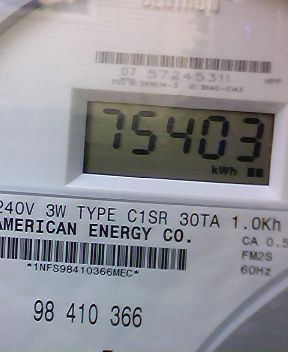 07 57245311
75403
kWh
240V 3W TYPE C1SR 30TA 1.0Kh
AMERICAN ENERGY CO.
CA 0.5
FM2S
60Hz
*1NFS98410366MEC*
98 410 366